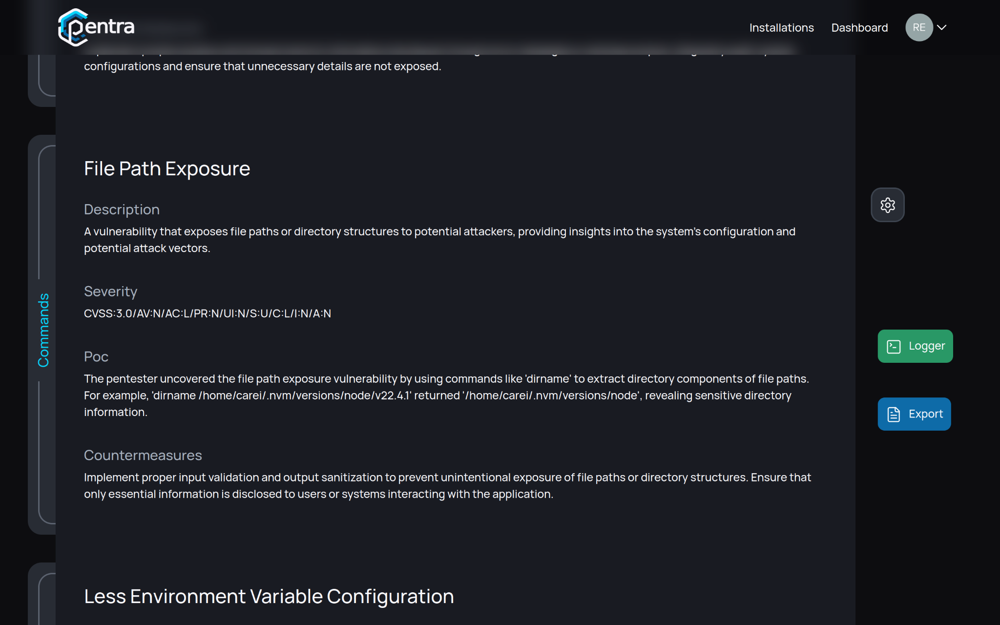 Pentra
Installations
Dashboard
RE
configurations and ensure that unnecessary details are not exposed.
File Path Exposure
Description
A vulnerability that exposes file paths or directory structures to potential attackers, providing insights into the system's configuration and
potential attack vectors.
Severity
CVSS:3.0/AV:N/AC:L/PR:N/UI:N/S:U/C:L/I:N/A:N
Commands
Poc
The pentester uncovered the file path exposure vulnerability by using commands like 'dirname' to extract directory components of file paths.
For example, 'dirname /home/carei/.nvm/versions/node/v22.4.1' returned '/home/carei/.nvm/versions/node', revealing sensitive directory
information.
Logger
Export
Countermeasures
Implement proper input validation and output sanitization to prevent unintentional exposure of file paths or directory structures. Ensure that
only essential information is disclosed to users or systems interacting with the application.
Less Environment Variable Configuration